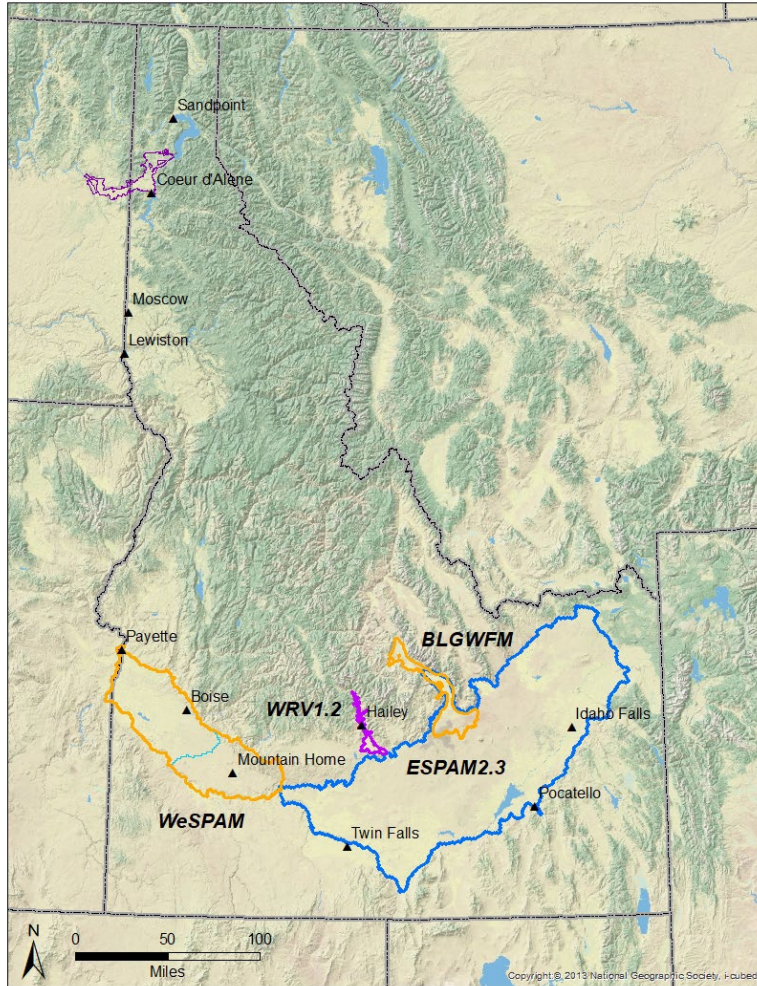 Sandpoint
Coeur d'Alene
Moscow
Lewiston
Payette
BLGWFM
Boise
WRV1.2
Hailey
Idaho Falls
Mountain Home
ESPAM2.3
Pocatello
WeSPAM
Twin Falls
N
0 50 100
Miles
Copyright:© 2013 National Geographic Society, i-cubed